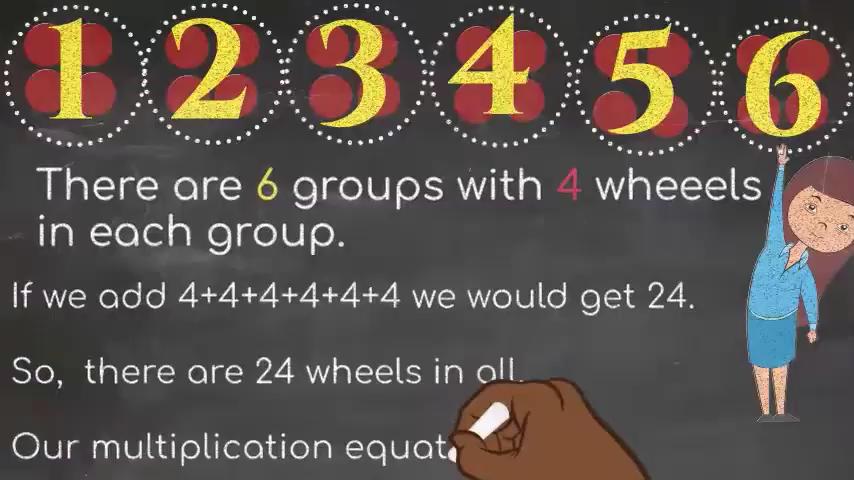 1 2 3 4 5 6
There are 6 groups with 4 wheeels
in each group.
If we add 4+4+4+4+4+4 we would get 24.
So, there are 24 wheels in all.
Our multiplication equat